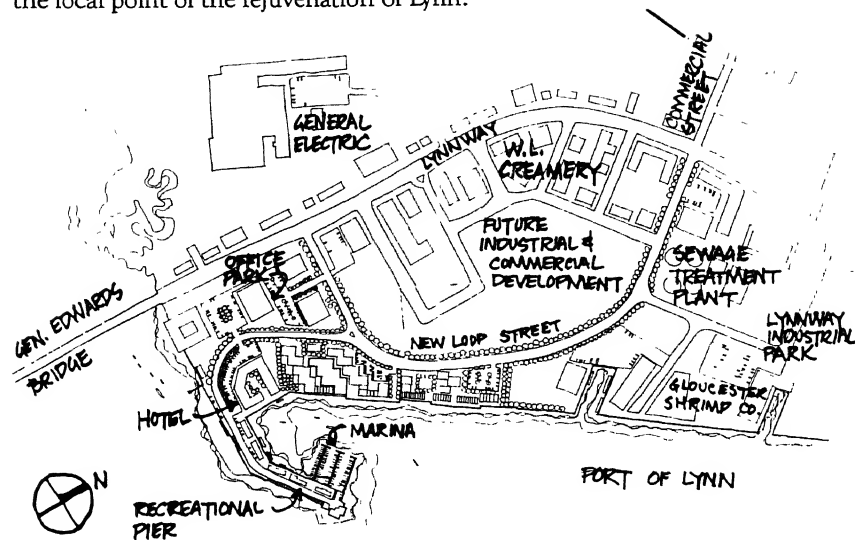 the local point of the rejuvenation of Lynn.
COMMERCIAL
STREET
GENERAL
ELECTRIC
LYNNWAY
W.L.
CREAMERY
FUTURE
INDUSTRIAL &
COMMERCIAL
DEVELOPMENT
OFFICE
PARK
SEWAGE
TREATMENT
PLANT
GEN. EDWARDS
BRIDGE
NEW LOOP STREET
LYNNWAY
INDUSTRIAL
PARK
GLOUCESTER
SHRIMP CO.
HOTEL
MARINA
PORT OF LYNN
N
RECREATIONAL
PIER